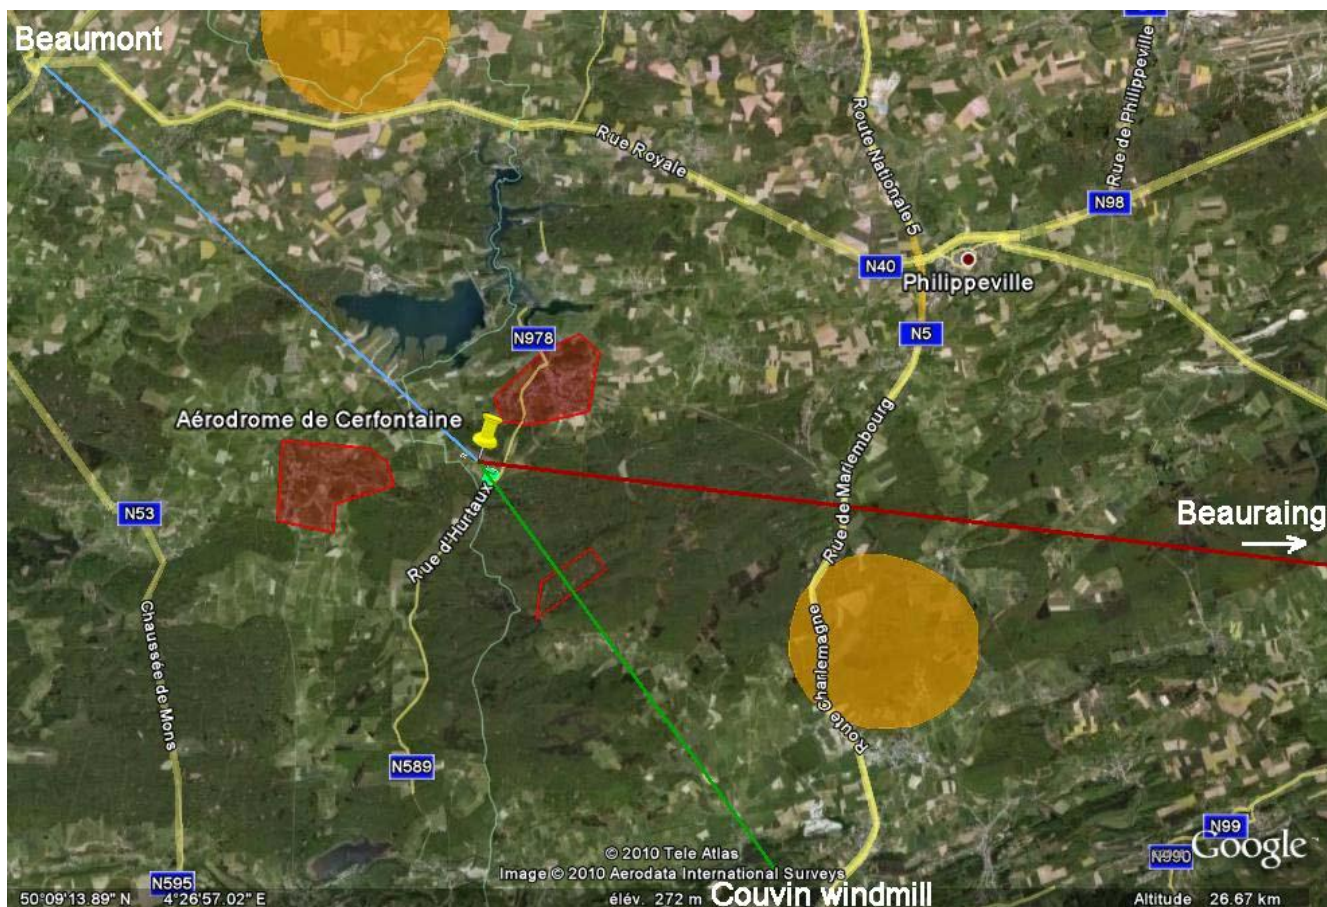 Beaumont
Rue Royale
Route Nationale 5
Rue de Philippeville
N98
N40
Philippeville
N5
N978
Aérodrome de Cerfontaine
Rue de Mariembourg
Beauraing
N53
Rue d'Hurtaux
Chaussée de Mons
Route Charlemagne
N589
N99
N990
Google
© 2010 Tele Atlas
Image © 2010 Aerodata International Surveys
N595
50°09'13.89" N 4°26'57.02" E
élév. 272 m
Couvin windmill
Altitude 26.67 km